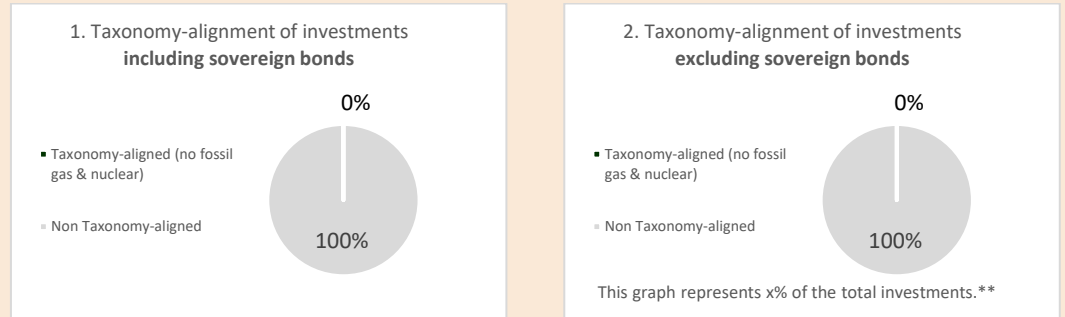 1. Taxonomy-alignment of investments
including sovereign bonds
0%
Taxonomy-aligned (no fossil
gas & nuclear)
Non Taxonomy-aligned
100%
2. Taxonomy-alignment of investments
excluding sovereign bonds
0%
Taxonomy-aligned (no fossil
gas & nuclear)
Non Taxonomy-aligned
100%
This graph represents x% of the total investments.**